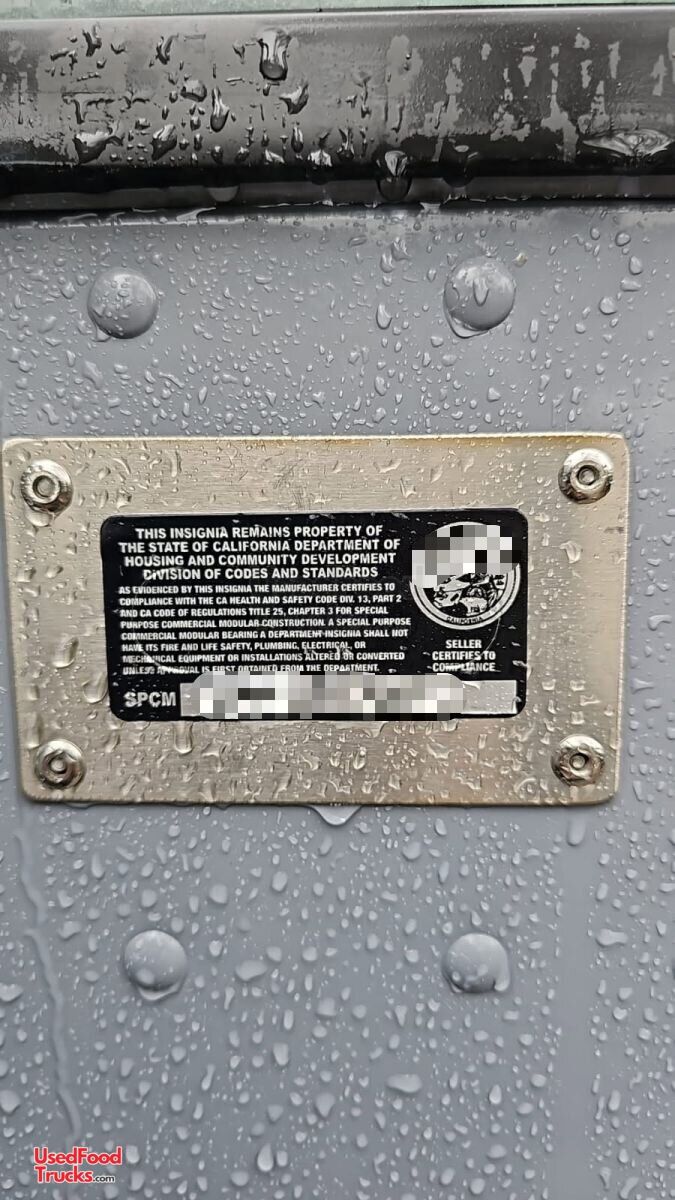 THIS INSIGNIA REMAINS PROPERTY OF
THE STATE OF CALIFORNIA DEPARTMENT OF
HOUSING AND COMMUNITY DEVELOPMENT
DIVISION OF CODES AND STANDARDS
AS EVIDENCED BY THIS INSIGNIA THE MANUFACTURER CERTIFIES TO
COMPLIANCE WITH THE CA HEALTH AND SAFETY CODE DIV. 13, PART 2
AND CA CODE OF REGULATIONS TITLE 25, CHAPTER 3 FOR SPECIAL
PURPOSE COMMERCIAL MODULAR CONSTRUCTION. A SPECIAL PURPOSE
COMMERCIAL MODULAR BEARING A DEPARTMENT INSIGNIA SHALL NOT
HAVE ITS FIRE AND LIFE SAFETY, PLUMBING, ELECTRICAL, OR
MECHANICAL EQUIPMENT OR INSTALLATIONS ALTERED OR CONVERTED
UNLESS APPROVAL IS FIRST OBTAINED FROM THE DEPARTMENT.
SELLER
CERTIFIES TO
COMPLIANCE
SPCM
UsedFood
Trucks.com